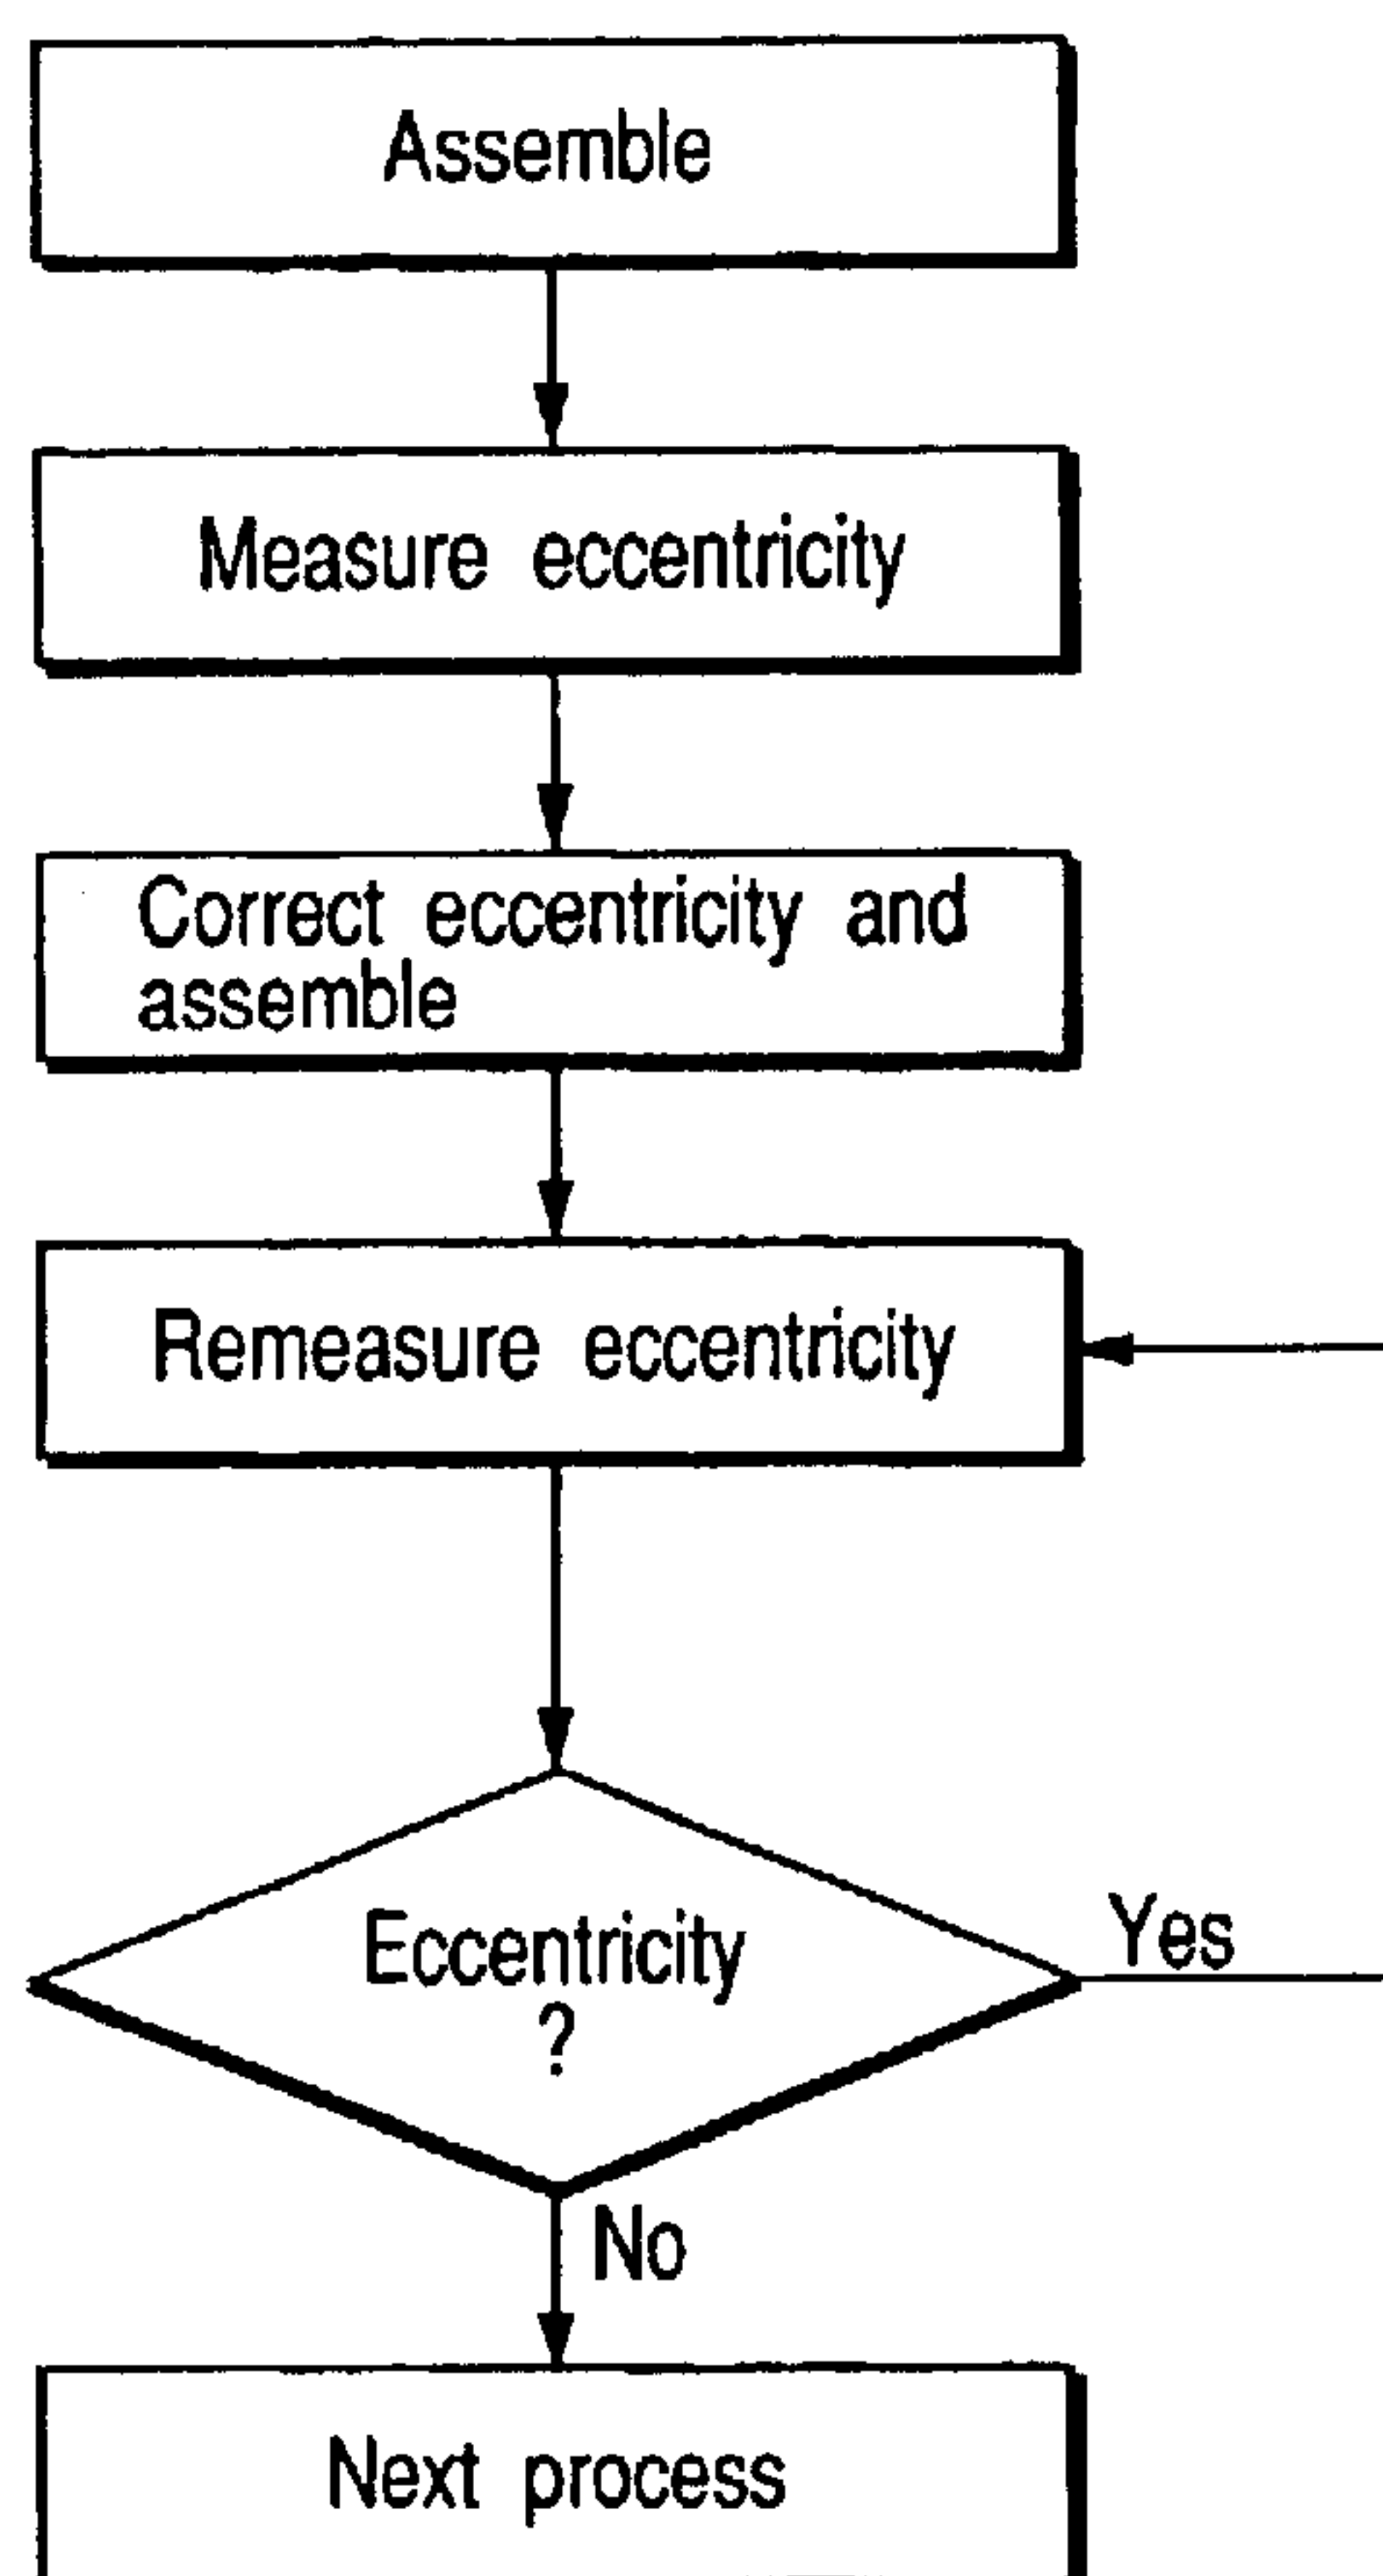 Assemble
Measure eccentricity
Correct eccentricity and
assemble
Remeasure eccentricity
Eccentricity
?
Yes
No
Next process